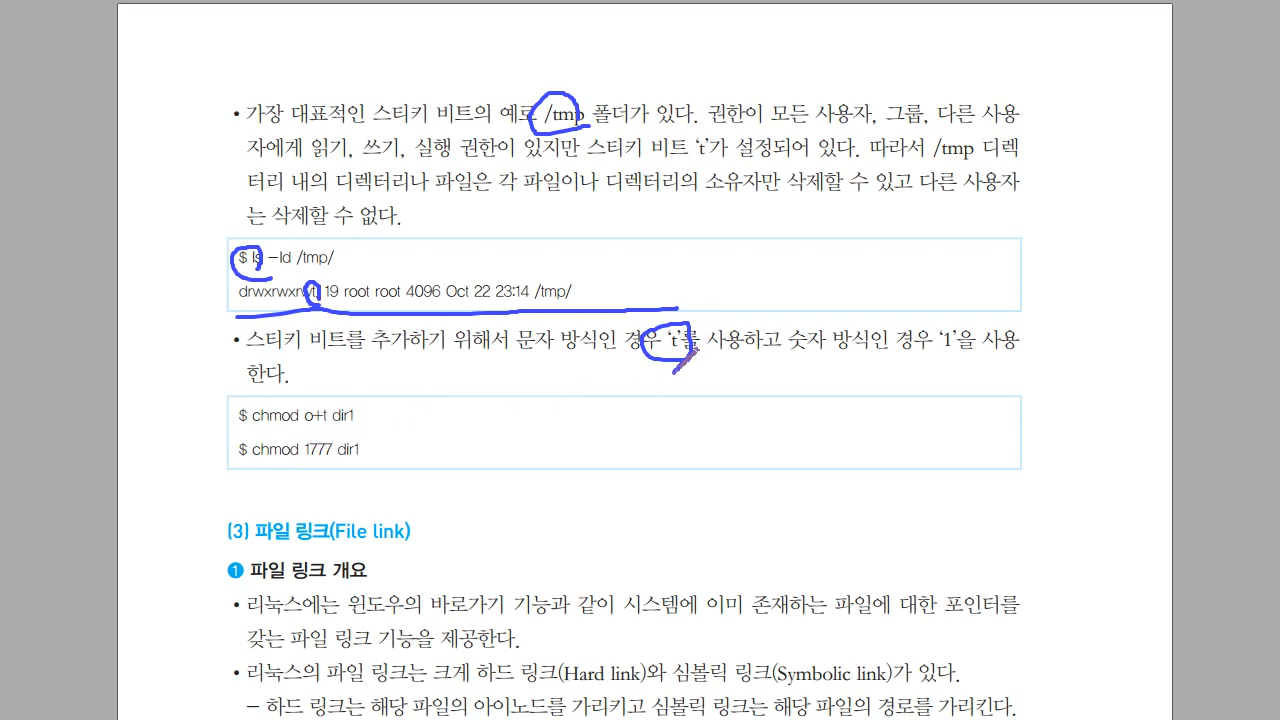 • 가장 대표적인 스티키 비트의 예로 /tmp 폴더가 있다. 권한이 모든 사용자, 그룹, 다른 사용
자에게 읽기, 쓰기, 실행 권한이 있지만 스티키 비트 ‘t’가 설정되어 있다. 따라서 /tmp 디렉
터리 내의 디렉터리나 파일은 각 파일이나 디렉터리의 소유자만 삭제할 수 있고 다른 사용자
는 삭제할 수 없다.
$ ls –ld /tmp/
drwxrwxrwt. 19 root root 4096 Oct 22 23:14 /tmp/
• 스티키 비트를 추가하기 위해서 문자 방식인 경우 ‘t’를 사용하고 숫자 방식인 경우 ‘1’을 사용
한다.
$ chmod o+t dir1
$ chmod 1777 dir1
(3) 파일 링크(File link)
❶ 파일 링크 개요
• 리눅스에는 윈도우의 바로가기 기능과 같이 시스템에 이미 존재하는 파일에 대한 포인터를
갖는 파일 링크 기능을 제공한다.
• 리눅스의 파일 링크는 크게 하드 링크(Hard link)와 심볼릭 링크(Symbolic link)가 있다.
– 하드 링크는 해당 파일의 아이노드를 가리키고 심볼릭 링크는 해당 파일의 경로를 가리킨다.